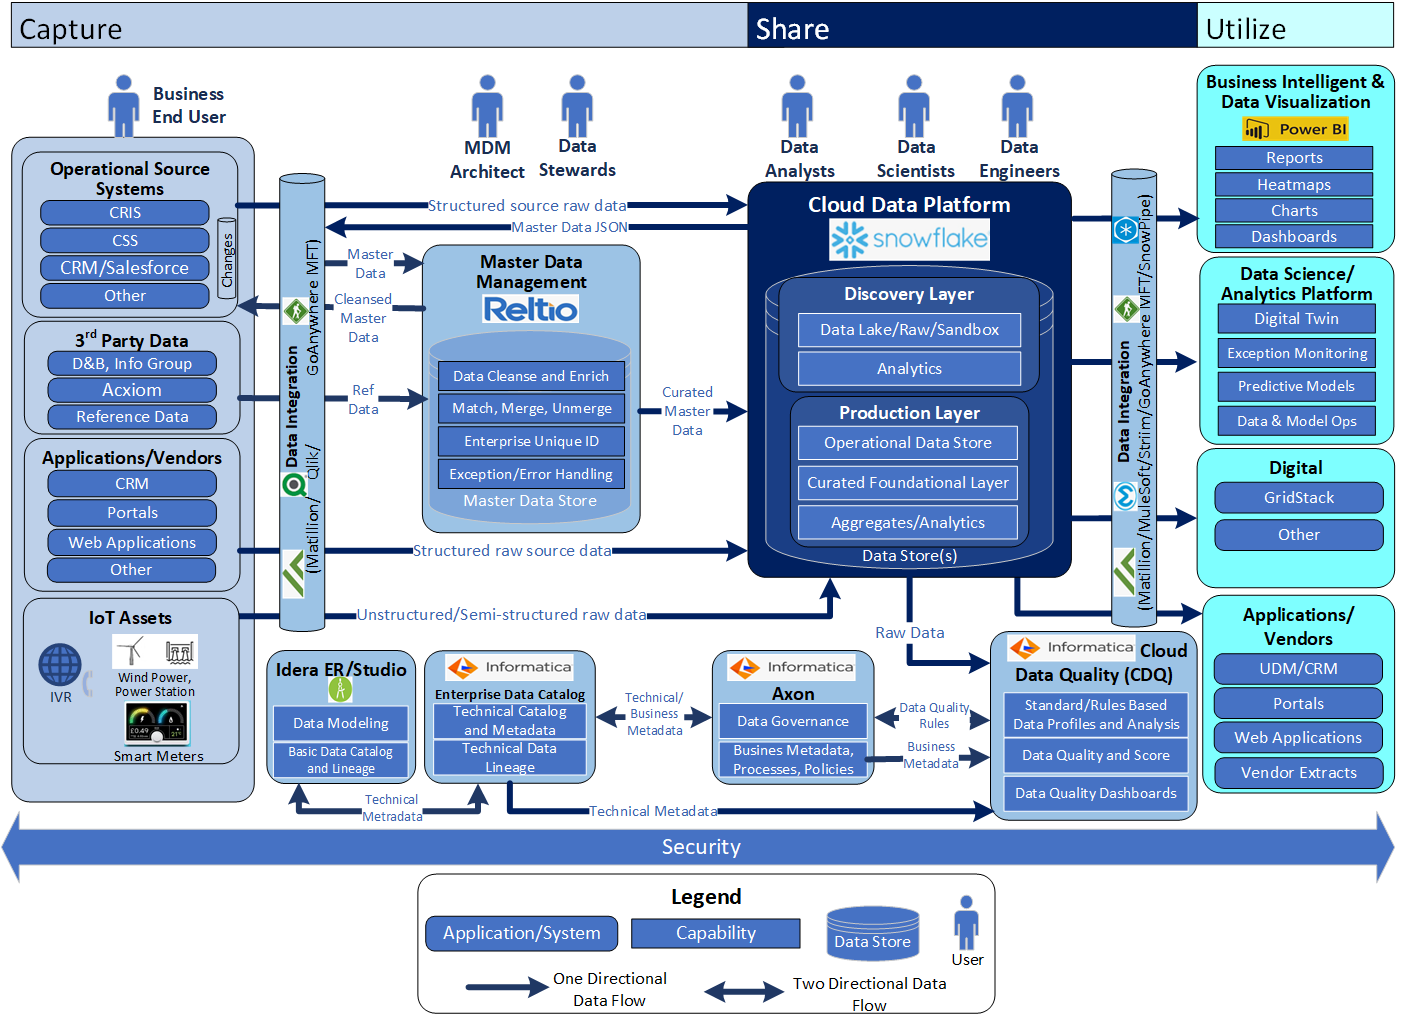 Capture
Share
Utilize
Business
End User
MDM
Architect
Data
Stewards
Data
Analysts
Data
Scientists
Data
Engineers
Operational Source
Systems
CRIS
CSS
CRM/Salesforce
Other
Changes
3rd Party Data
D&B, Info Group
Acxiom
Reference Data
Applications/Vendors
CRM
Portals
Web Applications
Other
IoT Assets
IVR
Wind Power,
Power Station
£0.49
21°
Smart Meters
Data Integration
(Matillion/ Qlik/ GoAnywhere MFT)
Structured source raw data
Master Data JSON
Master
Data
Cleansed
Master
Data
Ref
Data
Structured raw source data
Unstructured/Semi-structured raw data
Master Data
Management
Reltio
Data Cleanse and Enrich
Match, Merge, Unmerge
Enterprise Unique ID
Exception/Error Handling
Master Data Store
Curated
Master
Data
Cloud Data Platform
snowflake
Discovery Layer
Data Lake/Raw/Sandbox
Analytics
Production Layer
Operational Data Store
Curated Foundational Layer
Aggregates/Analytics
Data Store(s)
Raw Data
Data Integration
(Matillion/MuleSoft/Striim/GoAnywhere MFT/SnowPipe)
Business Intelligent &
Data Visualization
Power BI
Reports
Heatmaps
Charts
Dashboards
Data Science/
Analytics Platform
Digital Twin
Exception Monitoring
Predictive Models
Data & Model Ops
Digital
GridStack
Other
Applications/
Vendors
UDM/CRM
Portals
Web Applications
Vendor Extracts
Idera ER/Studio
Data Modeling
Basic Data Catalog
and Lineage
Technical
Metradata
Informatica
Enterprise Data Catalog
Technical Catalog
and Metadata
Technical Data
Lineage
Technical/
Business
Metadata
Technical Metadata
Informatica
Axon
Data Governance
Busines Metadata,
Processes, Policies
Data Quality
Rules
Business
Metadata
Informatica Cloud
Data Quality (CDQ)
Standard/Rules Based
Data Profiles and Analysis
Data Quality and Score
Data Quality Dashboards
Security
Legend
Application/System
Capability
Data Store
User
One Directional
Data Flow
Two Directional Data
Flow